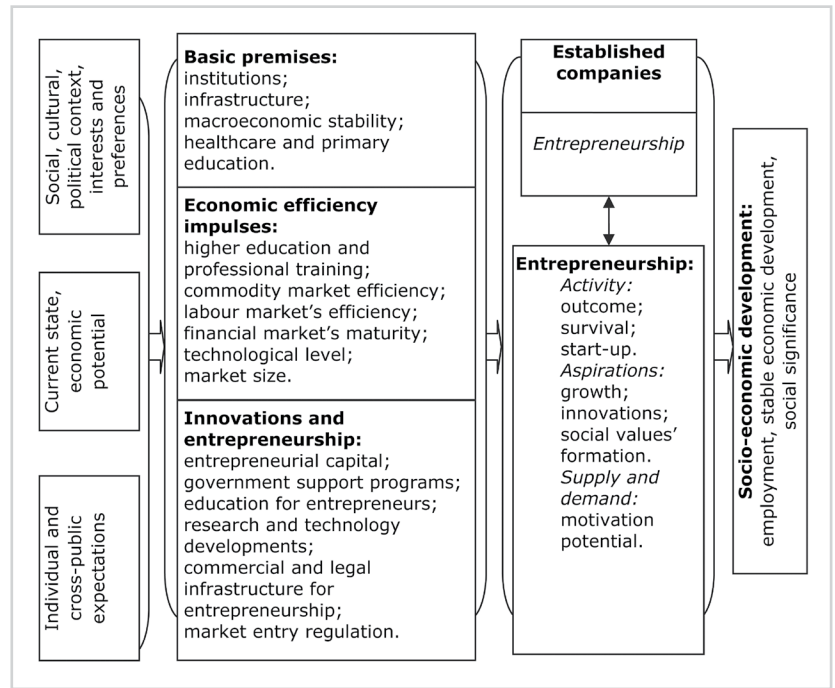 Social, cultural,
political context,
interests and
preferences
Current state,
economic
potential
Individual and
cross-public
expectations
Basic premises:
institutions;
infrastructure;
macroeconomic stability;
healthcare and primary
education.
Economic efficiency
impulses:
higher education and
professional training;
commodity market efficiency;
labour market’s efficiency;
financial market’s maturity;
technological level;
market size.
Innovations and
entrepreneurship:
entrepreneurial capital;
government support programs;
education for entrepreneurs;
research and technology
developments;
commercial and legal
infrastructure for
entrepreneurship;
market entry regulation.
Established
companies
Entrepreneurship
Entrepreneurship:
Activity:
outcome;
survival;
start-up.
Aspirations:
growth;
innovations;
social values’
formation.
Supply and
demand:
motivation
potential.
Socio-economic development:
employment, stable economic development,
social significance